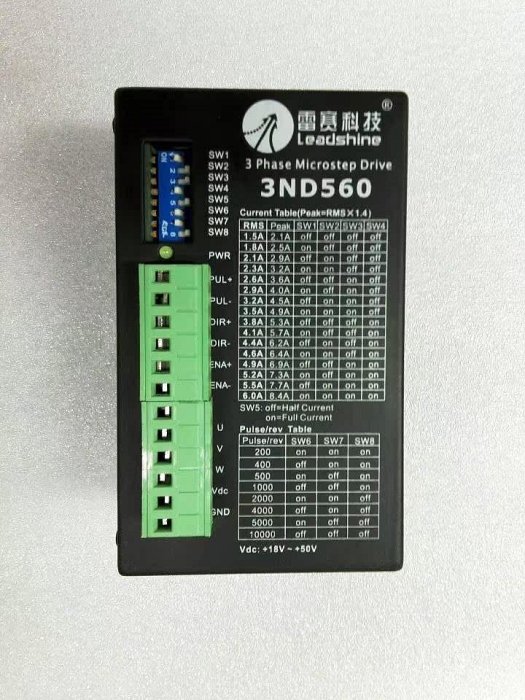 雷赛科技®
Leadshine
3 Phase Microstep Drive
3ND560
ON
1 2 3 4 5 6 7 8
SW1
SW2
SW3
SW4
SW5
SW6
SW7
SW8
PWR
PUL+
PUL-
DIR+
DIR-
ENA+
ENA-
U
V
W
Vdc
GND
Current Table(Peak=RMS×1.4)
RMS Peak SW1 SW2 SW3 SW4
1.5A 2.1A off off off off
1.8A 2.5A on off off off
2.1A 2.9A off on off off
2.3A 3.2A on on off off
2.6A 3.6A off off on off
2.9A 4.0A on off on off
3.2A 4.5A off on on off
3.5A 4.9A on on on off
3.8A 5.3A off off off on
4.1A 5.7A on off off on
4.4A 6.2A off on off on
4.6A 6.4A on on off on
4.9A 6.9A off off on on
5.2A 7.3A on off on on
5.5A 7.7A off on on on
6.0A 8.4A on on on on
SW5: off=Half Current
on=Full Current
Pulse/rev Table
Pulse/rev SW6 SW7 SW8
200 on on on
400 off on on
500 on off on
1000 off off on
2000 on on off
4000 off on off
5000 on off off
10000 off off off
Vdc: +18V ~ +50V